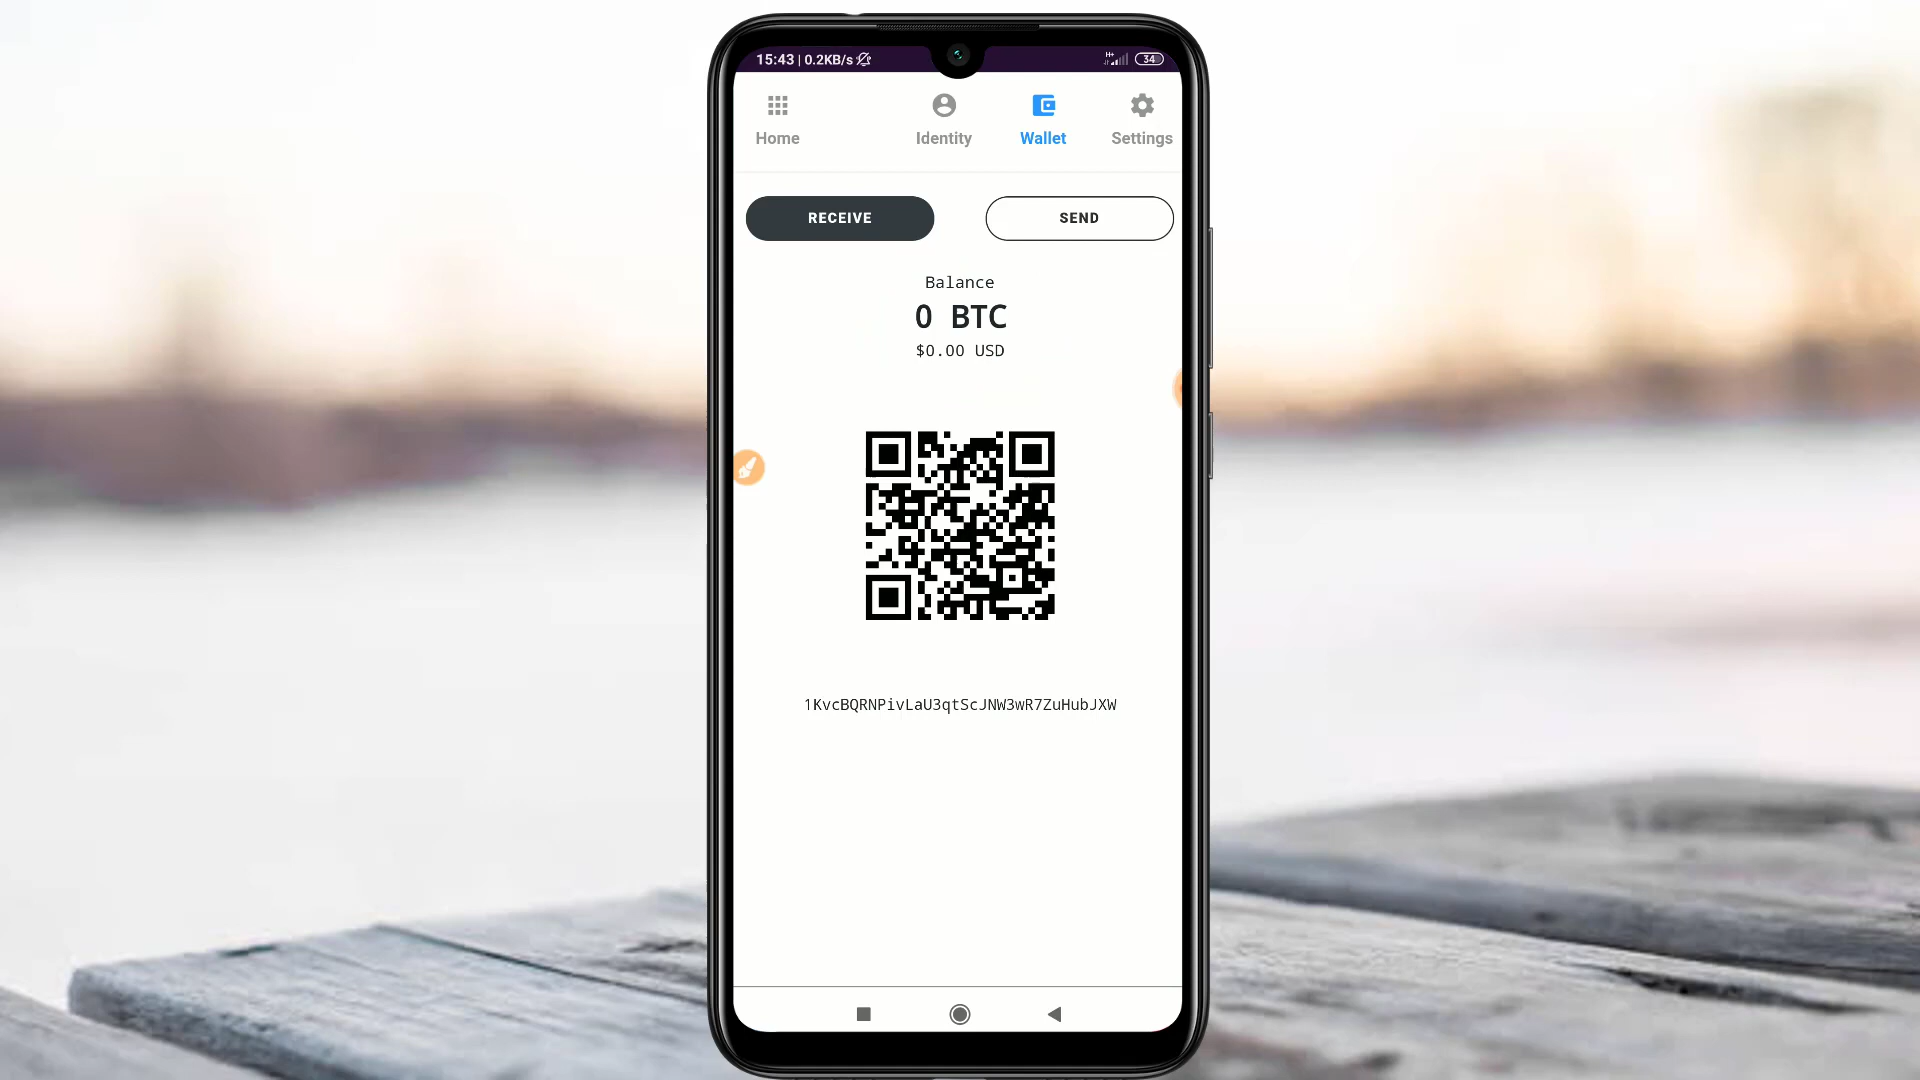 15:43 | 0.2KB/s
H+
34
Home
Identity
Wallet
Settings
RECEIVE
SEND
Balance
0 BTC
$0.00 USD
1KvcBQRNPivLaU3qtScJNW3wR7ZuHubJXW